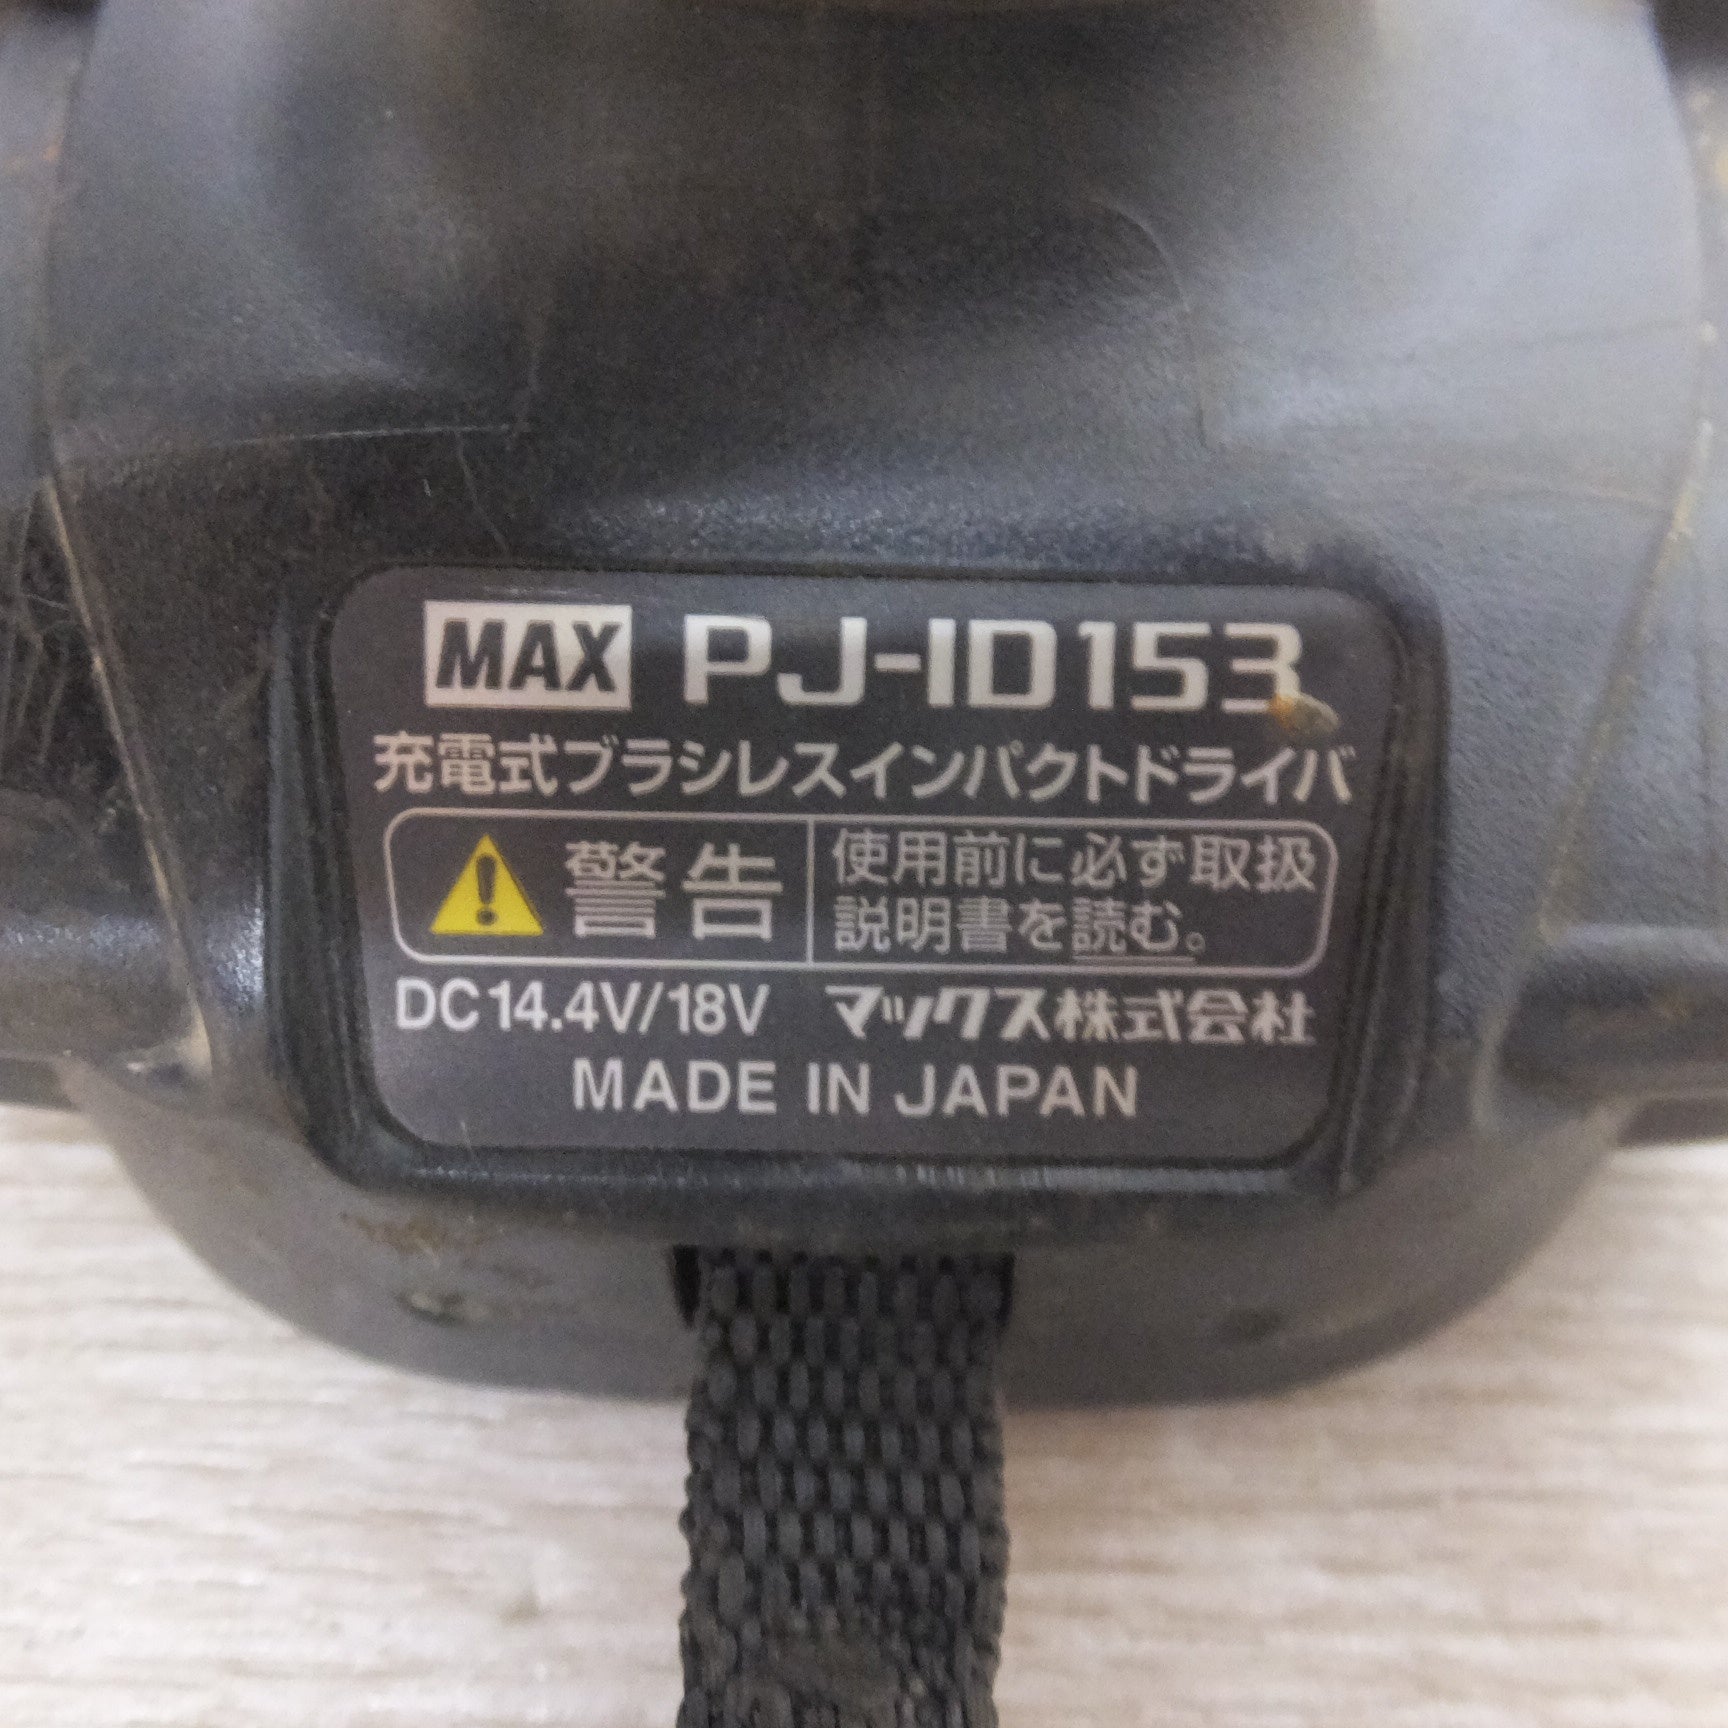 MAX PJ-ID153
充電式ブラシレスインパクトドライバ
警告
使用前に必ず取扱
説明書を読む。
DC14.4V/18V マックス株式会社
MADE IN JAPAN